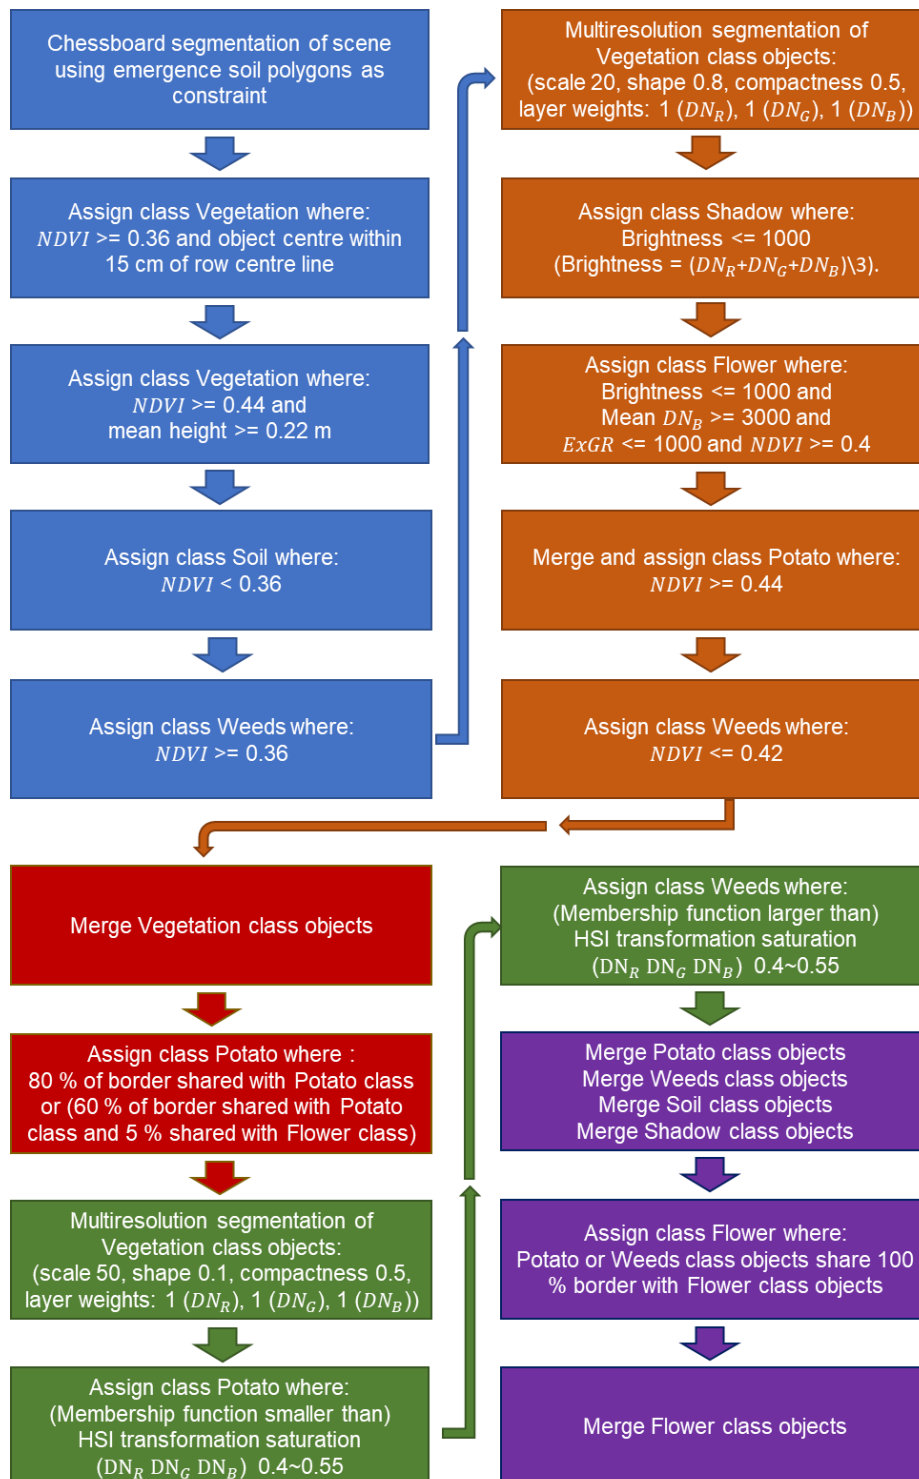 Chessboard segmentation of scene
using emergence soil polygons as
constraint
Assign class Vegetation where:
NDVI >= 0.36 and object centre within
15 cm of row centre line
Assign class Vegetation where:
NDVI >= 0.44 and
mean height >= 0.22 m
Assign class Soil where:
NDVI < 0.36
Assign class Weeds where:
NDVI >= 0.36
Multiresolution segmentation of
Vegetation class objects:
(scale 20, shape 0.8, compactness 0.5,
layer weights: 1 (DN_R), 1 (DN_G), 1 (DN_B))
Assign class Shadow where:
Brightness <= 1000
(Brightness = (DN_R+DN_G+DN_B)\3).
Assign class Flower where:
Brightness <= 1000 and
Mean DN_B >= 3000 and
ExGR <= 1000 and NDVI >= 0.4
Merge and assign class Potato where:
NDVI >= 0.44
Assign class Weeds where:
NDVI <= 0.42
Merge Vegetation class objects
Assign class Potato where :
80 % of border shared with Potato class
or (60 % of border shared with Potato
class and 5 % shared with Flower class)
Multiresolution segmentation of
Vegetation class objects:
(scale 50, shape 0.1, compactness 0.5,
layer weights: 1 (DN_R), 1 (DN_G), 1 (DN_B))
Assign class Potato where:
(Membership function smaller than)
HSI transformation saturation
(DN_R DN_G DN_B) 0.4~0.55
Assign class Weeds where:
(Membership function larger than)
HSI transformation saturation
(DN_R DN_G DN_B) 0.4~0.55
Merge Potato class objects
Merge Weeds class objects
Merge Soil class objects
Merge Shadow class objects
Assign class Flower where:
Potato or Weeds class objects share 100
% border with Flower class objects
Merge Flower class objects